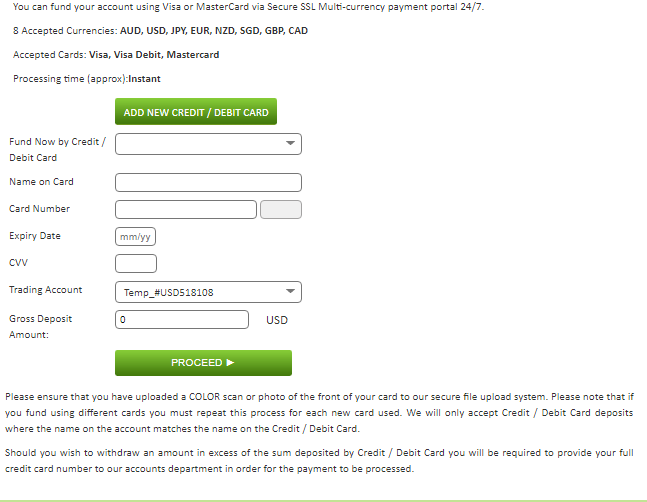 You can fund your account using Visa or MasterCard via Secure SSL Multi-currency payment portal 24/7.
8 Accepted Currencies: AUD, USD, JPY, EUR, NZD, SGD, GBP, CAD
Accepted Cards: Visa, Visa Debit, Mastercard
Processing time (approx):Instant
ADD NEW CREDIT / DEBIT CARD
Fund Now by Credit /
Debit Card
Name on Card
Card Number
Expiry Date
mm/yy
CVV
Trading Account
Temp_#USD518108
Gross Deposit
Amount:
0
USD
PROCEED ▶
Please ensure that you have uploaded a COLOR scan or photo of the front of your card to our secure file upload system. Please note that if
you fund using different cards you must repeat this process for each new card used. We will only accept Credit / Debit Card deposits
where the name on the account matches the name on the Credit / Debit Card.
Should you wish to withdraw an amount in excess of the sum deposited by Credit / Debit Card you will be required to provide your full
credit card number to our accounts department in order for the payment to be processed.